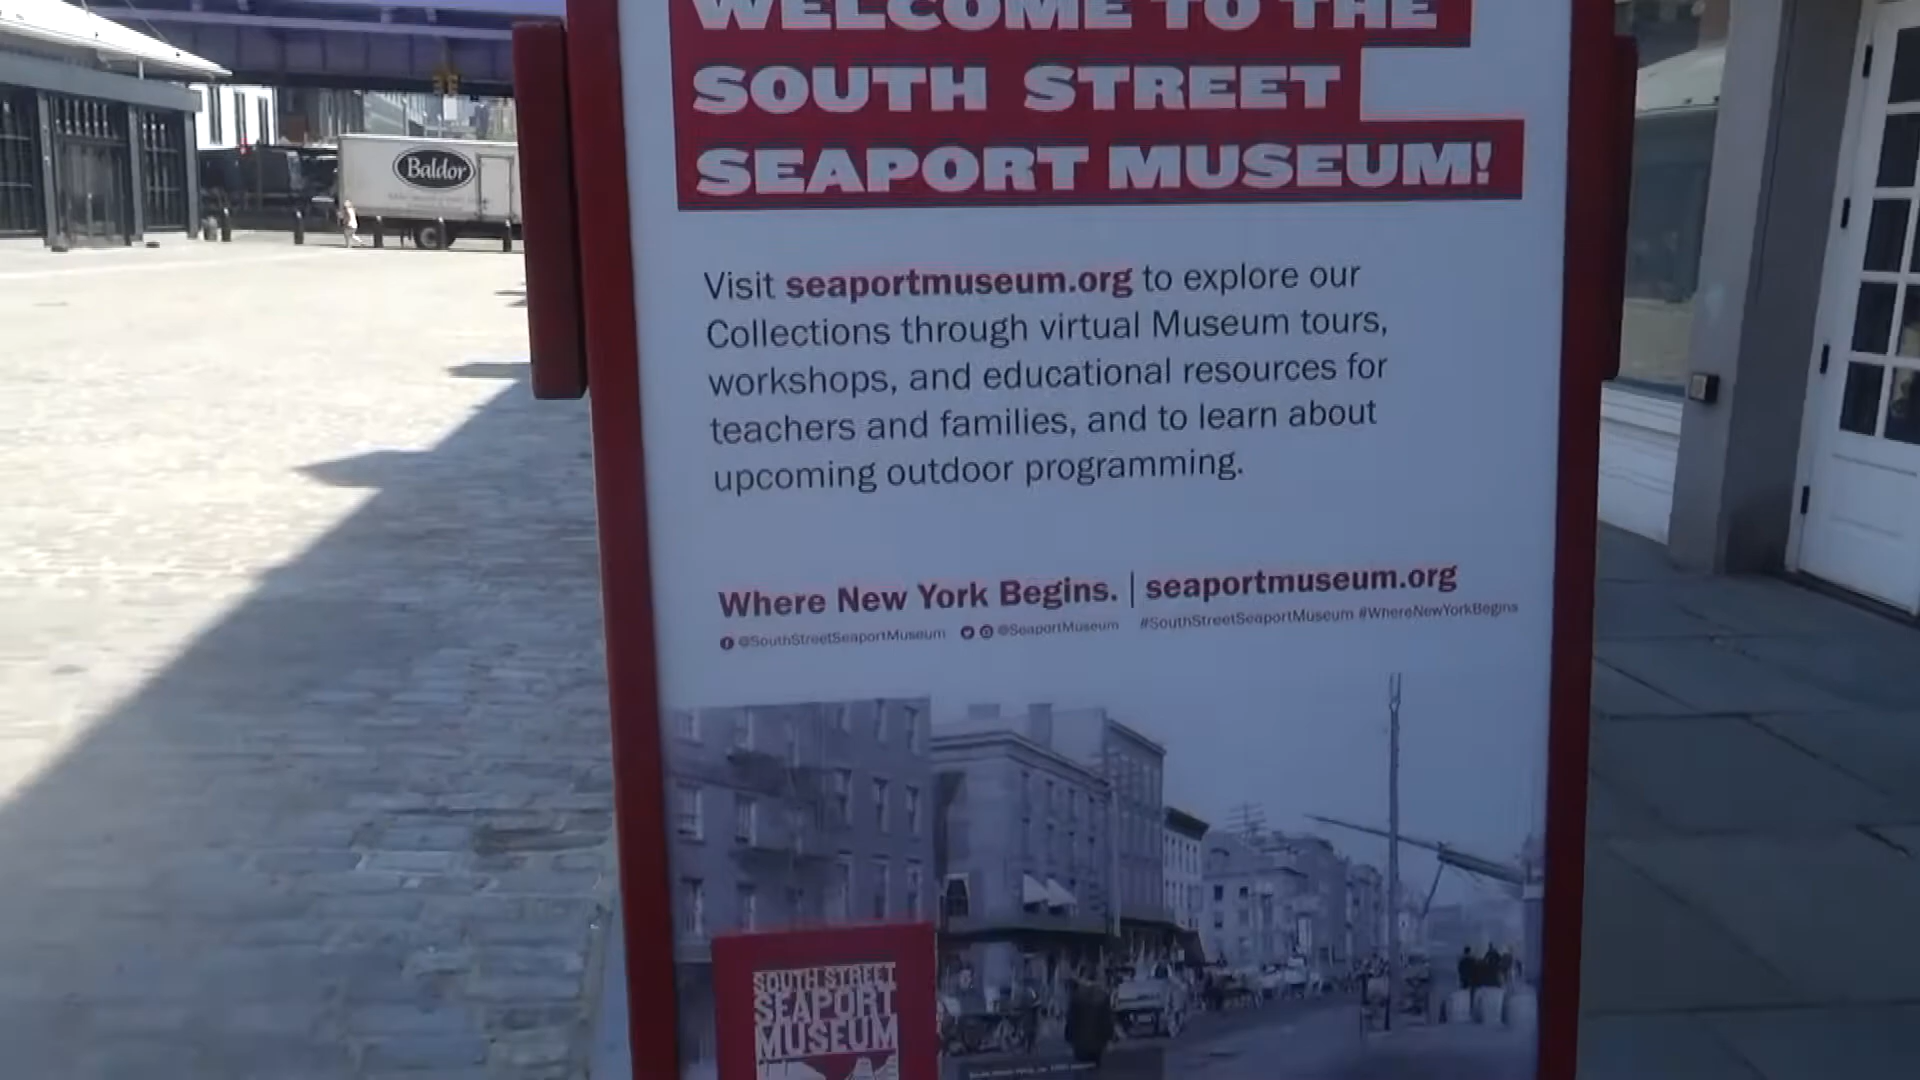 WELCOME TO THE
SOUTH STREET
SEAPORT MUSEUM!
Baldor
Visit seaportmuseum.org to explore our
Collections through virtual Museum tours,
workshops, and educational resources for
teachers and families, and to learn about
upcoming outdoor programming.
Where New York Begins. | seaportmuseum.org
@SouthStreetSeaportMuseum @SeaportMuseum #SouthStreetSeaportMuseum #WhereNewYorkBegins
SOUTH STREET
SEAPORT
MUSEUM